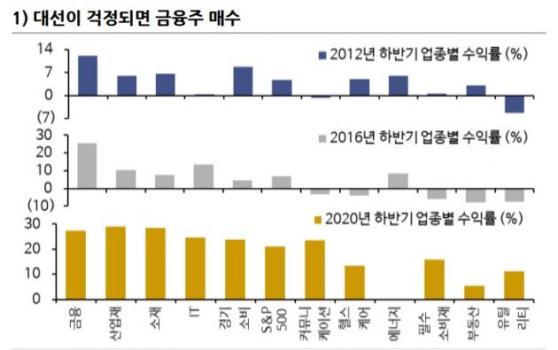 1) 대선이 걱정되면 금융주 매수
14
7
0
(7)
2012년 하반기 업종별 수익률 (%)
30
20
10
0
(10)
2016년 하반기 업종별 수익률 (%)
30
20
10
0
2020년 하반기 업종별 수익률 (%)
금융
산업재
소재
IT
경기
소비
S&P
500
커뮤니
케이션
헬스
케어
에너지
필수
소비재
부동산
유틸
리티